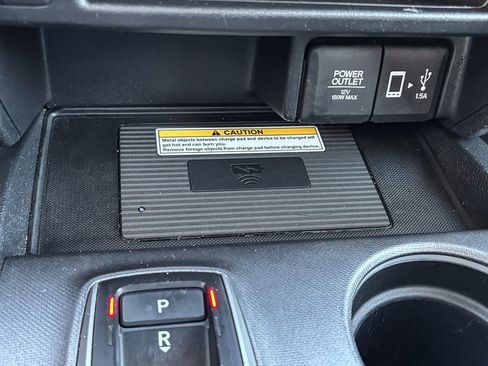 POWER
OUTLET
12V
180W MAX
1.5A
CAUTION
Metal objects between charge pad and device to be charged will
get hot and can burn you.
Remove foreign objects from charge pad before charging device.
P
R